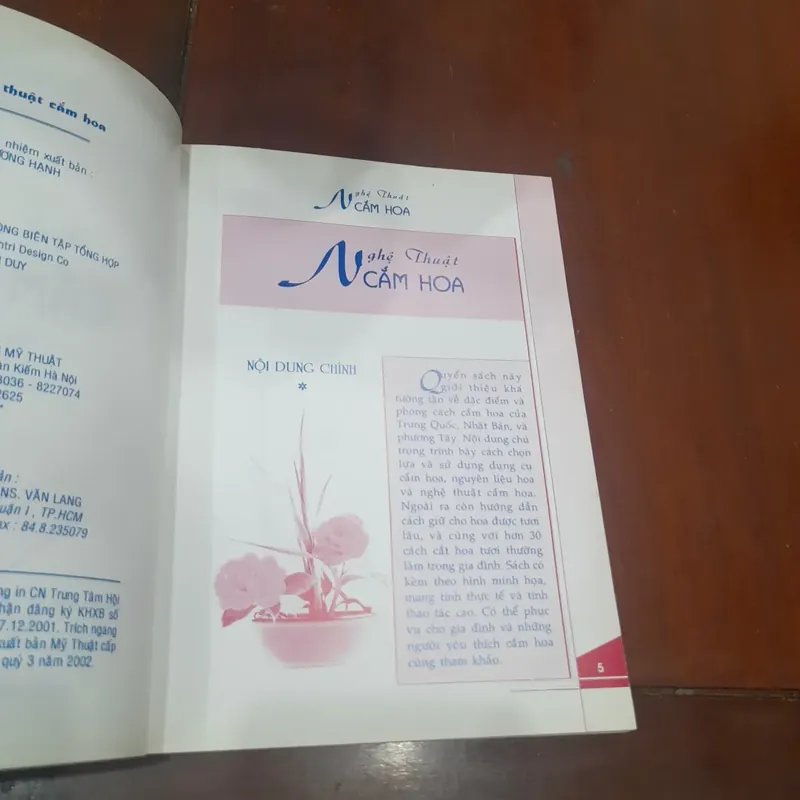 thuật cắm hoa
nhiệm xuất bản :
ƯƠNG HẠNH
ÒNG BIÊN TẬP TỔNG HỢP
ntri Design Co
DUY
MỸ THUẬT
àn Kiếm Hà Nội
3036 - 8227074
2625
ản :
NS. VĂN LANG
uận I , TP.HCM
ax : 84.8.235079
ng in CN Trung Tâm Hội
hận đăng ký KHXB số
7.12.2001. Trích ngang
xuất bản Mỹ Thuật cấp
quý 3 năm 2002.
Nghệ Thuật
CẮM HOA
Nghệ Thuật
CẮM HOA
NỘI DUNG CHÍNH
Quyển sách này
giới thiệu khá
tường tận về đặc điểm và
phong cách cắm hoa của
Trung Quốc, Nhật Bản, và
phương Tây. Nội dung chú
trọng trình bày cách chọn
lựa và sử dụng dụng cụ
cắm hoa, nguyên liệu hoa
và nghệ thuật cắm hoa.
Ngoài ra còn hướng dẫn
cách giữ cho hoa được tươi
lâu, và cùng với hơn 30
cách cắt hoa tươi thường
làm trong gia đình. Sách có
kèm theo hình minh họa,
mang tính thực tế và tính
thao tác cao. Có thể phục
vụ cho gia đình và những
người yêu thích cắm hoa
cùng tham khảo.
5